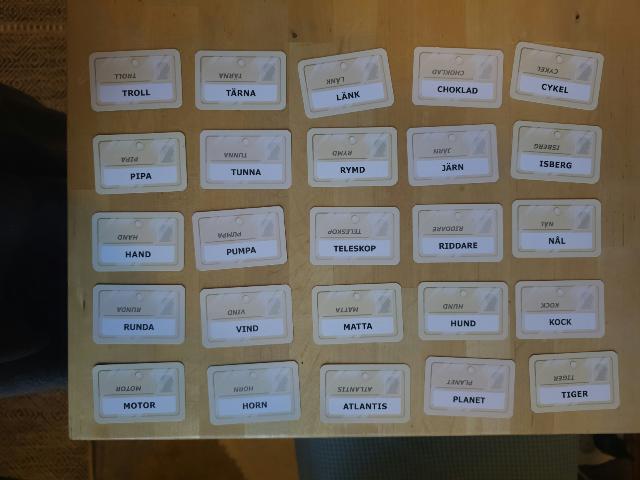 TROLL
TROLL
TÄRNA
TÄRNA
LÄNK
LÄNK
CHOKLAD
CHOKLAD
CYKEL
CYKEL
PIPA
PIPA
TUNNA
TUNNA
RYMD
RYMD
JÄRN
JÄRN
ISBERG
ISBERG
HAND
HAND
PUMPA
PUMPA
TELESKOP
TELESKOP
RIDDARE
RIDDARE
NÅL
NÅL
RUNDA
RUNDA
VIND
VIND
MATTA
MATTA
HUND
HUND
KOCK
KOCK
MOTOR
MOTOR
HORN
HORN
ATLANTIS
ATLANTIS
PLANET
PLANET
TIGER
TIGER